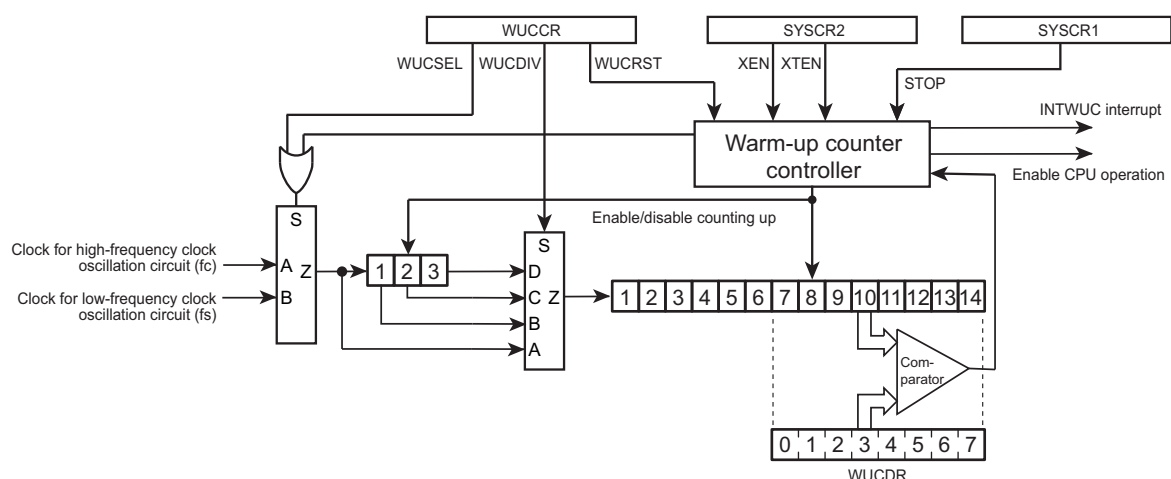 WUCCR
SYSCR2
SYSCR1
WUCSEL
WUCDIV
WUCRST
XEN
XTEN
STOP
INTWUC interrupt
Enable CPU operation
Warm-up counter
controller
S
Enable/disable counting up
Clock for high-frequency clock
oscillation circuit (fc)
Clock for low-frequency clock
oscillation circuit (fs)
A
B
Z
1 2 3
S
D
C
B
A
Z
1 2 3 4 5 6 7 8 9 10 11 12 13 14
Com-
parator
0 1 2 3 4 5 6 7
WUCDR